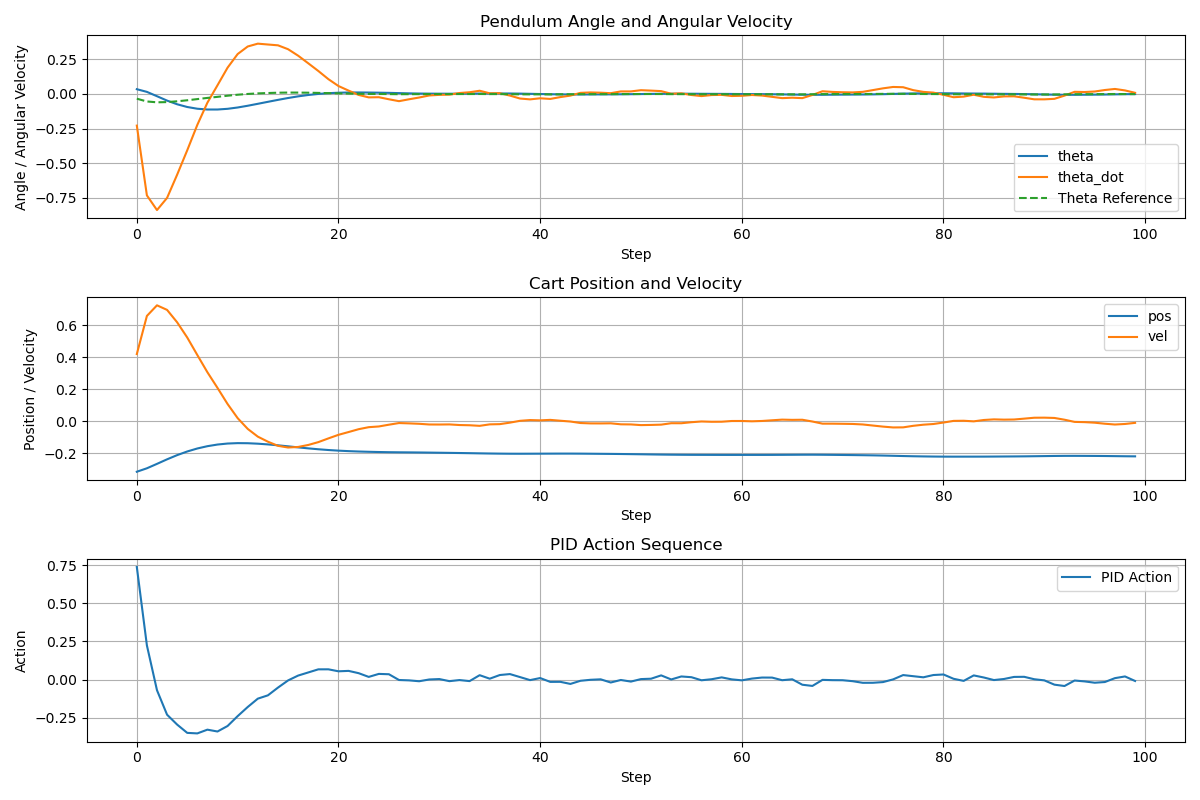 Pendulum Angle and Angular Velocity
Angle / Angular Velocity
0.25
0.00
−0.25
−0.50
−0.75
theta
theta_dot
Theta Reference
0 20 40 60 80 100
Step
Cart Position and Velocity
Position / Velocity
0.6
0.4
0.2
0.0
−0.2
pos
vel
0 20 40 60 80 100
Step
PID Action Sequence
Action
0.75
0.50
0.25
0.00
−0.25
PID Action
0 20 40 60 80 100
Step